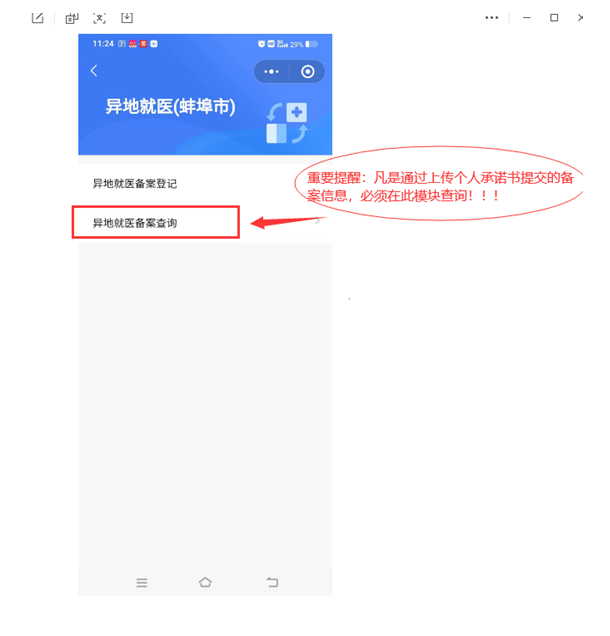 11:24
29%
异地就医(蚌埠市)
异地就医备案登记
重要提醒：凡是通过上传个人承诺书提交的备
案信息，必须在此模块查询！！！
异地就医备案查询